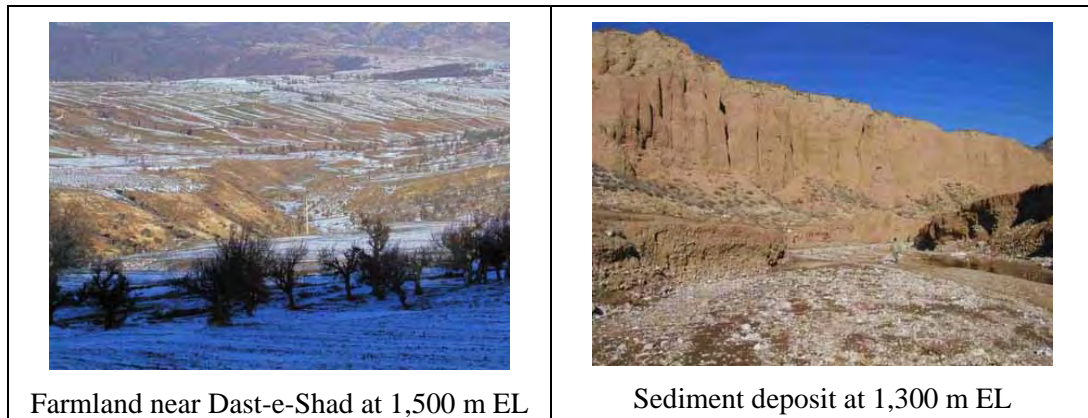 Farmland near Dast-e-Shad at 1,500 m EL
Sediment deposit at 1,300 m EL